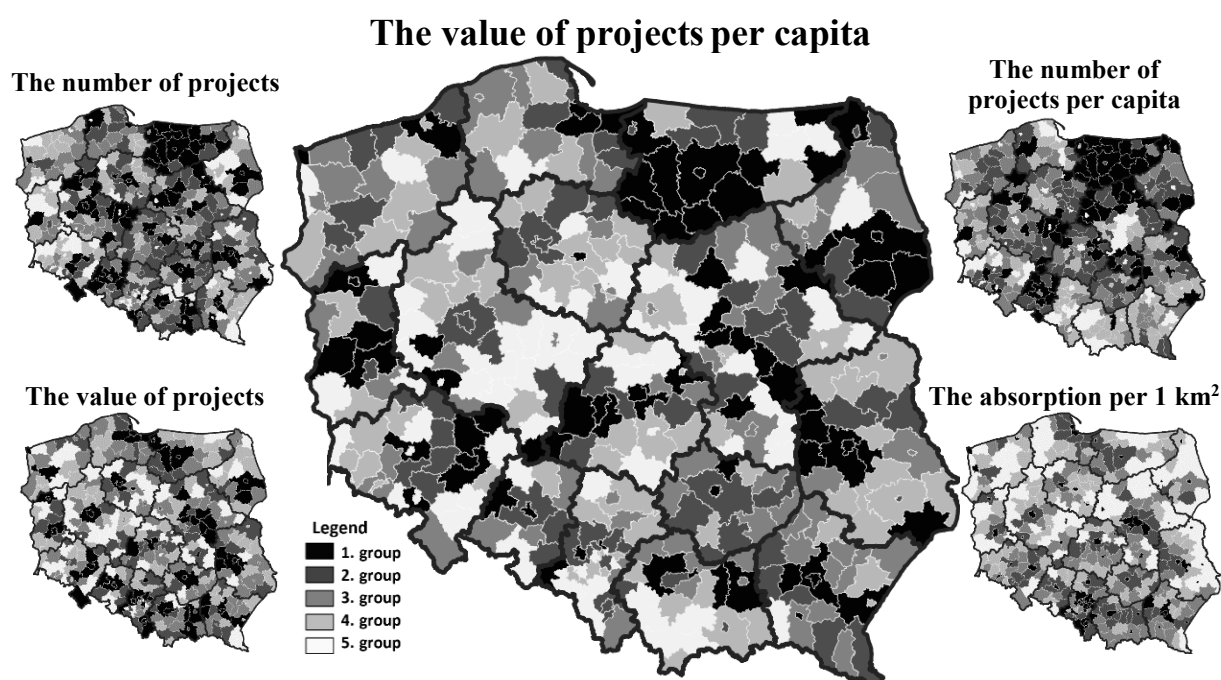 The value of projects per capita
The number of projects
The number of
projects per capita
The value of projects
The absorption per 1 km²
Legend
1. group
2. group
3. group
4. group
5. group